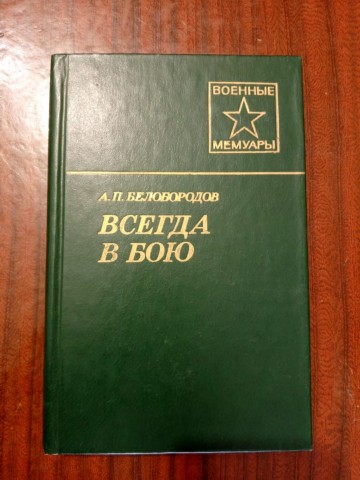 ВОЕННЫЕ
МЕМУАРЫ
А.П. БЕЛОБОРОДОВ
ВСЕГДА
В БОЮ